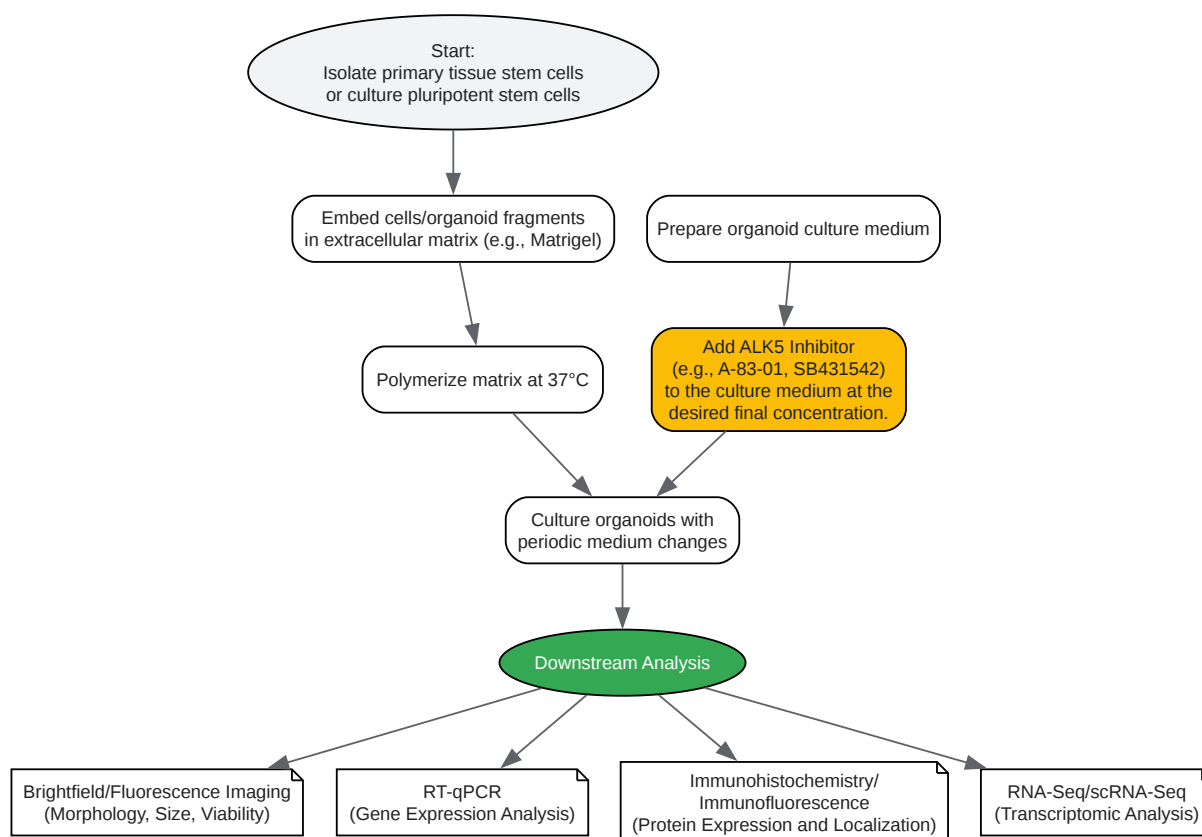 Start:
Isolate primary tissue stem cells
or culture pluripotent stem cells
Embed cells/organoid fragments
in extracellular matrix (e.g., Matrigel)
Prepare organoid culture medium
Polymerize matrix at 37°C
Add ALK5 Inhibitor
(e.g., A-83-01, SB431542)
to the culture medium at the
desired final concentration.
Culture organoids with
periodic medium changes
Downstream Analysis
Brightfield/Fluorescence Imaging
(Morphology, Size, Viability)
RT-qPCR
(Gene Expression Analysis)
Immunohistochemistry/
Immunofluorescence
(Protein Expression and Localization)
RNA-Seq/scRNA-Seq
(Transcriptomic Analysis)